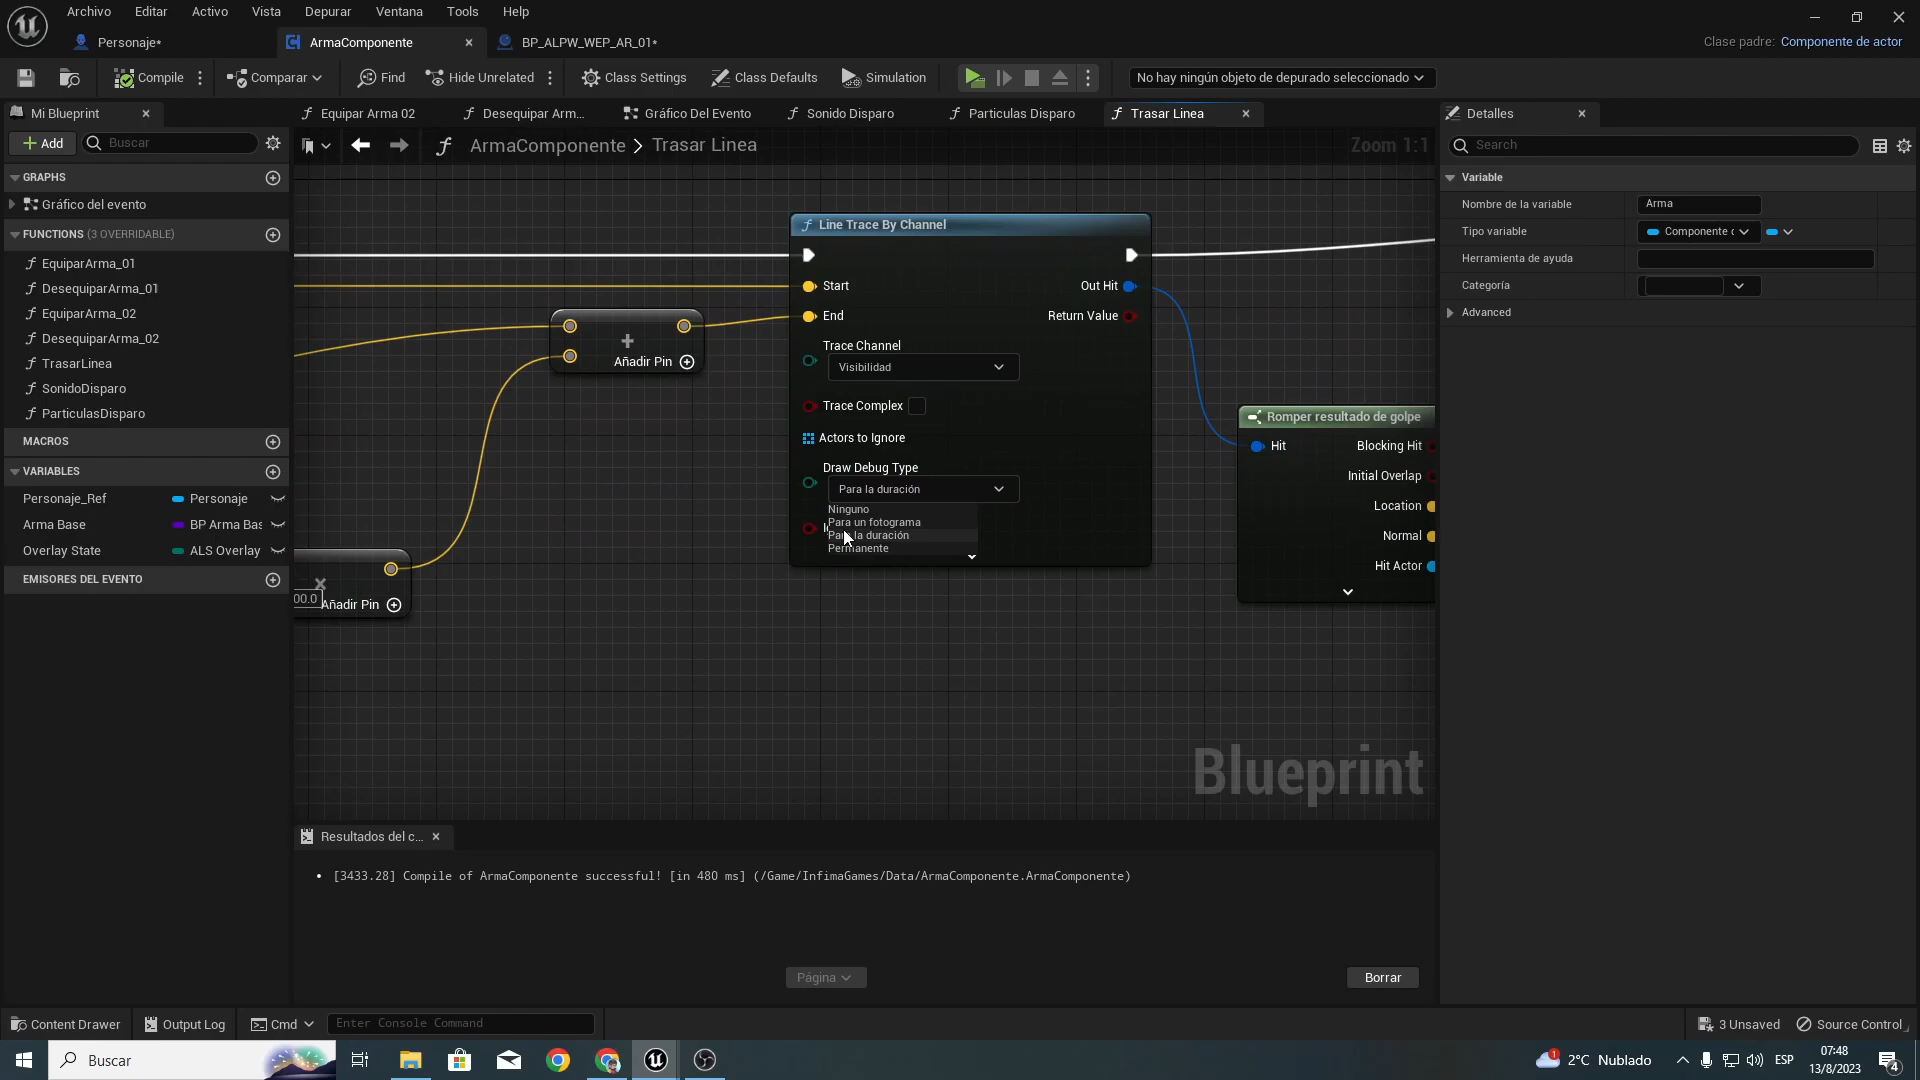 Archivo
Editar
Activo
Vista
Depurar
Ventana
Tools
Help
Personaje*
ArmaComponente
BP_ALPW_WEP_AR_01*
Clase padre: Componente de actor
Compile
Comparar
Find
Hide Unrelated
Class Settings
Class Defaults
Simulation
No hay ningún objeto de depurado seleccionado
Mi Blueprint
Equipar Arma 02
Desequipar Arm...
Gráfico Del Evento
Sonido Disparo
Particulas Disparo
Trasar Linea
Detalles
Add
Buscar
ArmaComponente > Trasar Linea
Zoom 1:1
Search
GRAPHS
Gráfico del evento
FUNCTIONS (3 OVERRIDABLE)
EquiparArma_01
DesequiparArma_01
EquiparArma_02
DesequiparArma_02
TrasarLinea
SonidoDisparo
ParticulasDisparo
MACROS
VARIABLES
Personaje_Ref
Personaje
Arma Base
BP Arma Bas
Overlay State
ALS Overlay
EMISORES DEL EVENTO
Line Trace By Channel
Start
Out Hit
End
Return Value
Trace Channel
Visibilidad
Trace Complex
Actors to Ignore
Draw Debug Type
Para la duración
Ninguno
Para un fotograma
Para la duración
Permanente
Añadir Pin
00.0
Añadir Pin
Romper resultado de golpe
Hit
Blocking Hit
Initial Overlap
Location
Normal
Hit Actor
Blueprint
Variable
Nombre de la variable
Arma
Tipo variable
Componente
Herramienta de ayuda
Categoría
Advanced
Resultados del c...
[3433.28] Compile of ArmaComponente successful! [in 480 ms] (/Game/InfimaGames/Data/ArmaComponente.ArmaComponente)
Página
Borrar
Content Drawer
Output Log
Cmd
Enter Console Command
3 Unsaved
Source Control
Buscar
1
2°C Nublado
ESP
07:48
13/8/2023
4